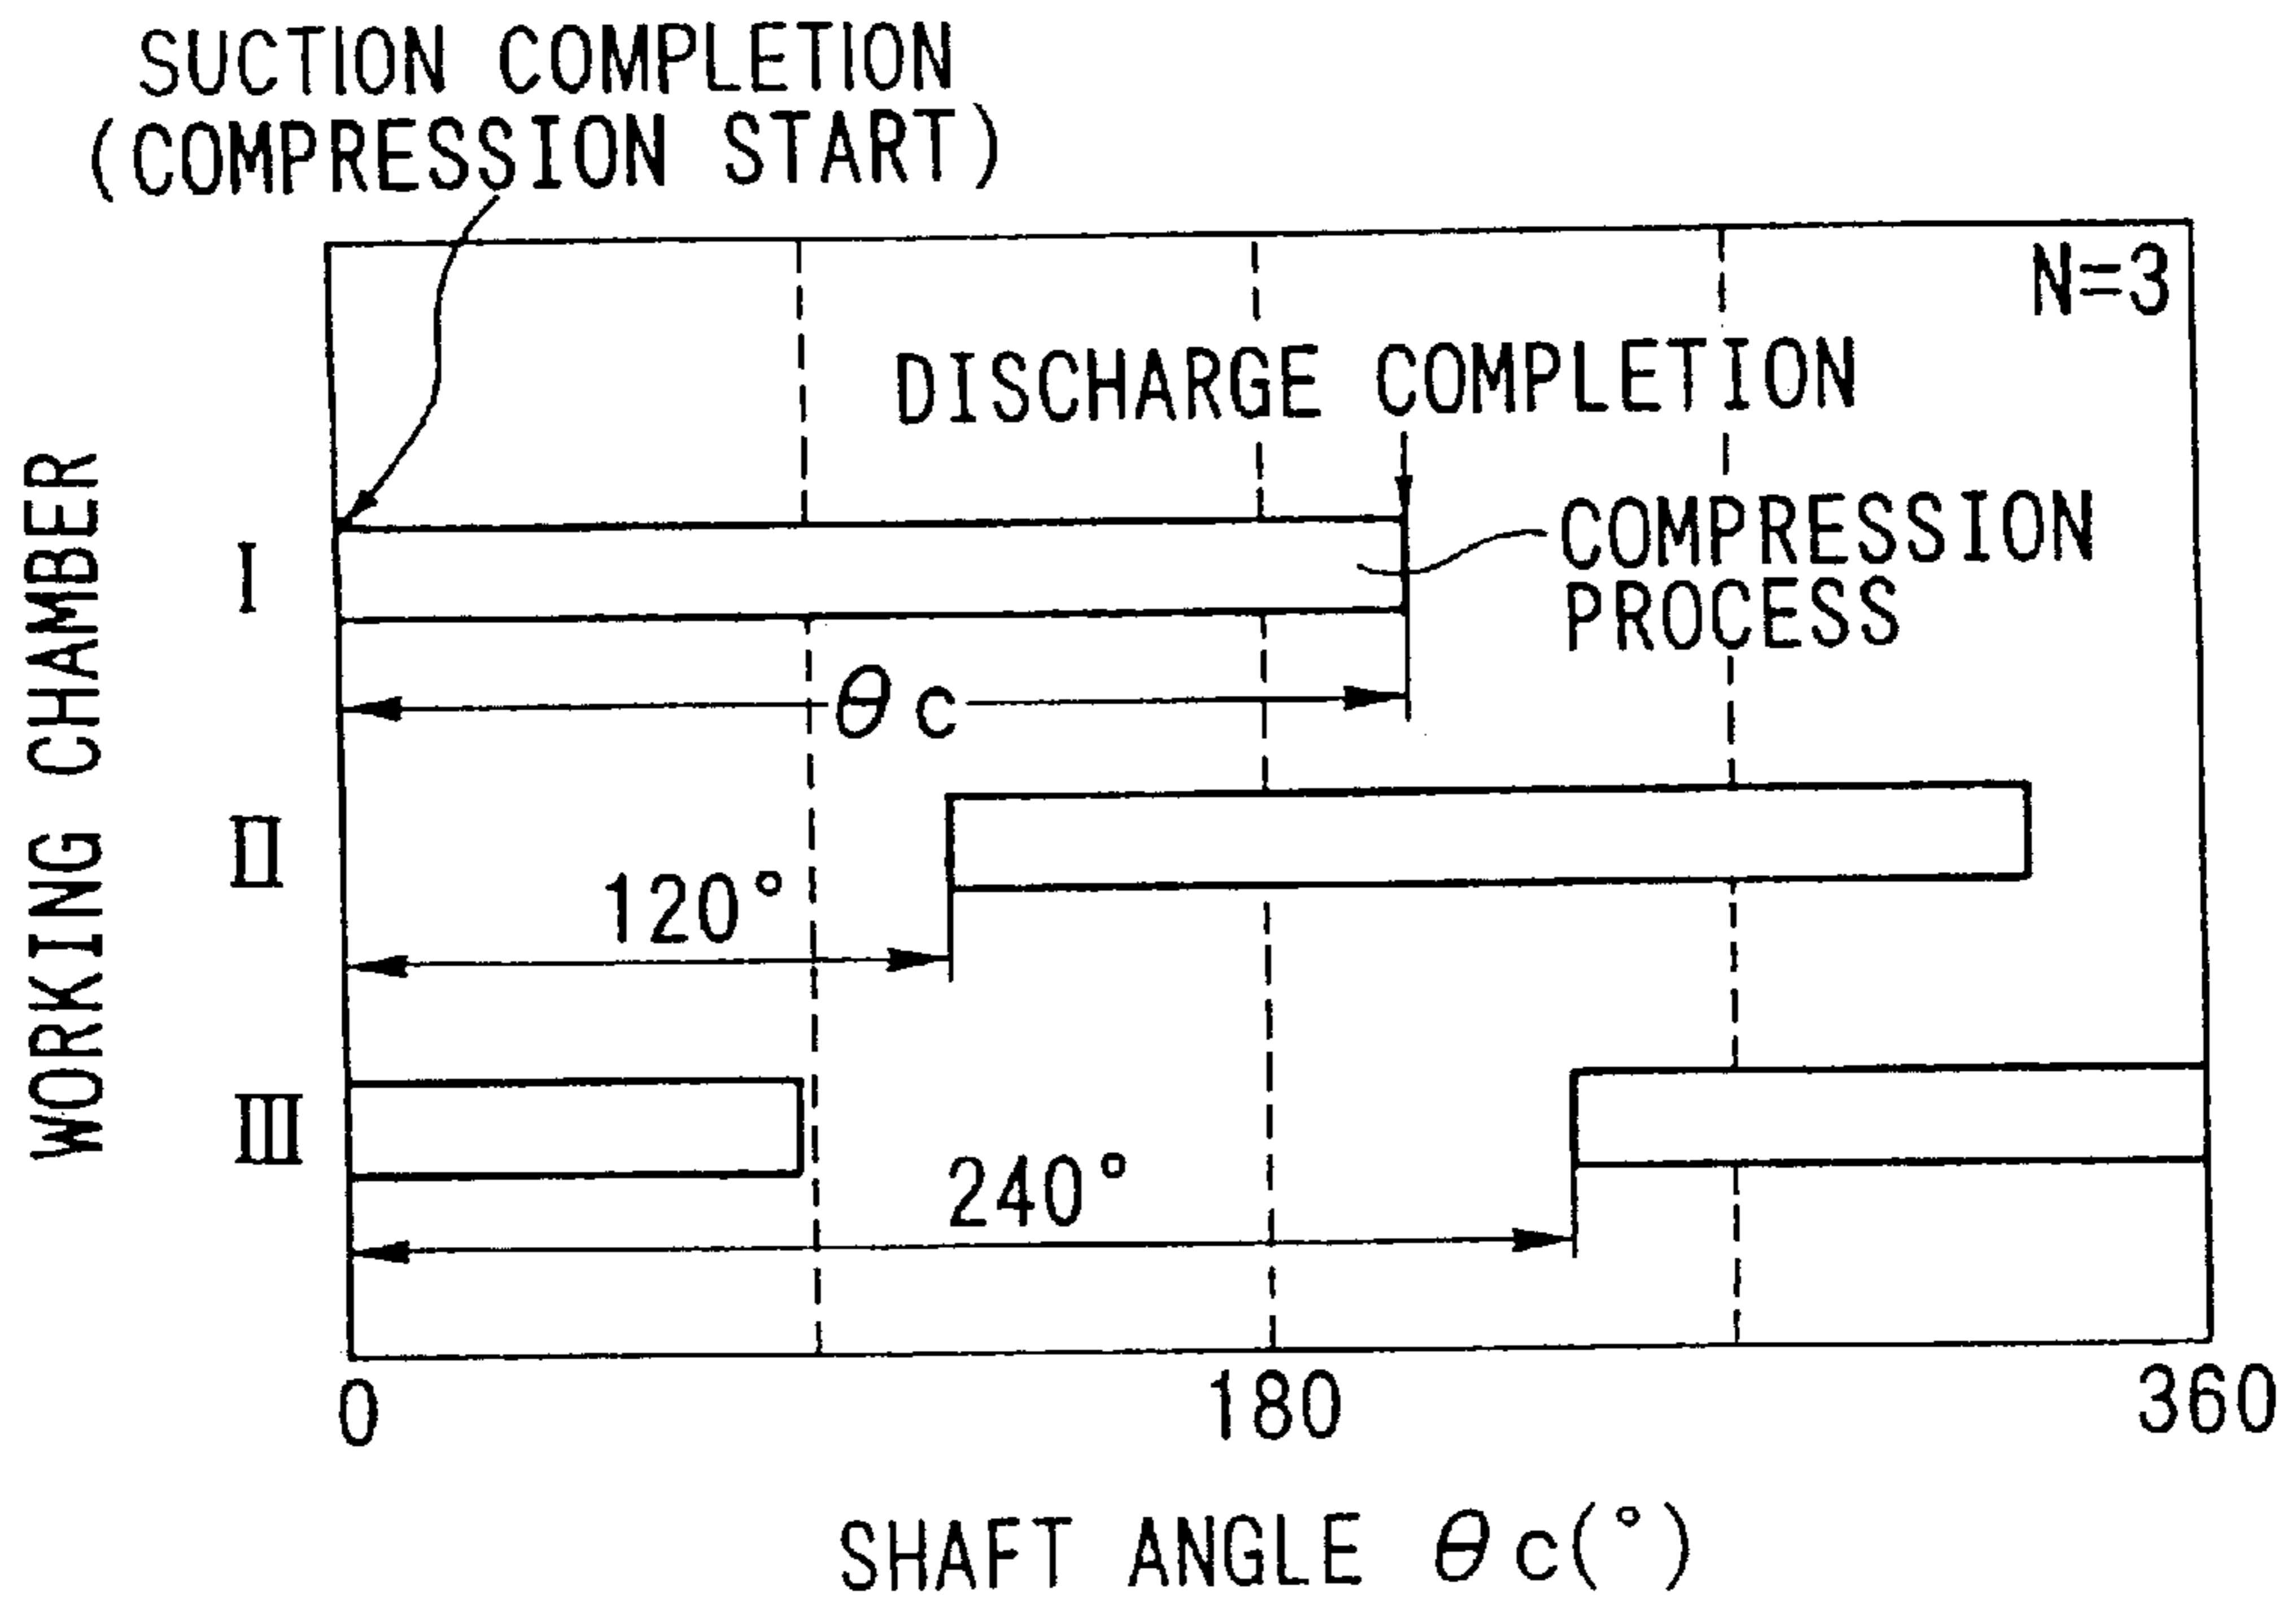 SUCTION COMPLETION
(COMPRESSION START)
N=3
DISCHARGE COMPLETION
COMPRESSION
PROCESS
WORKING CHAMBER
I
θc
II
120°
III
240°
0
180
360
SHAFT ANGLE θc(°)